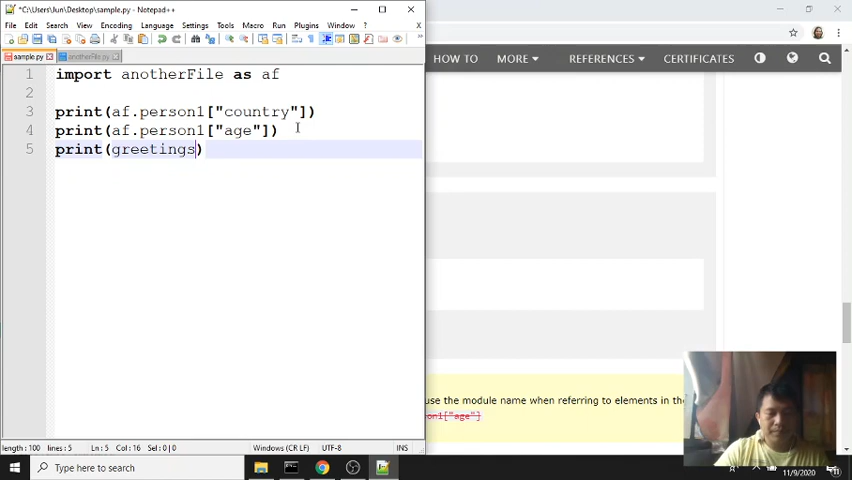 *C:\Users\Jun\Desktop\sample.py - Notepad++
File Edit Search View Encoding Language Settings Tools Macro Run Plugins Window ?
sample.py anotherFile.py
1 import anotherFile as af
2
3 print(af.person1["country"])
4 print(af.person1["age"])
5 print(greetings)
length : 100 lines : 5 Ln : 5 Col : 16 Sel : 0 | 0 Windows (CR LF) UTF-8 INS
HOW TO MORE REFERENCES CERTIFICATES
use the module name when referring to elements in the
on1["age"]
Type here to search
11/9/2020